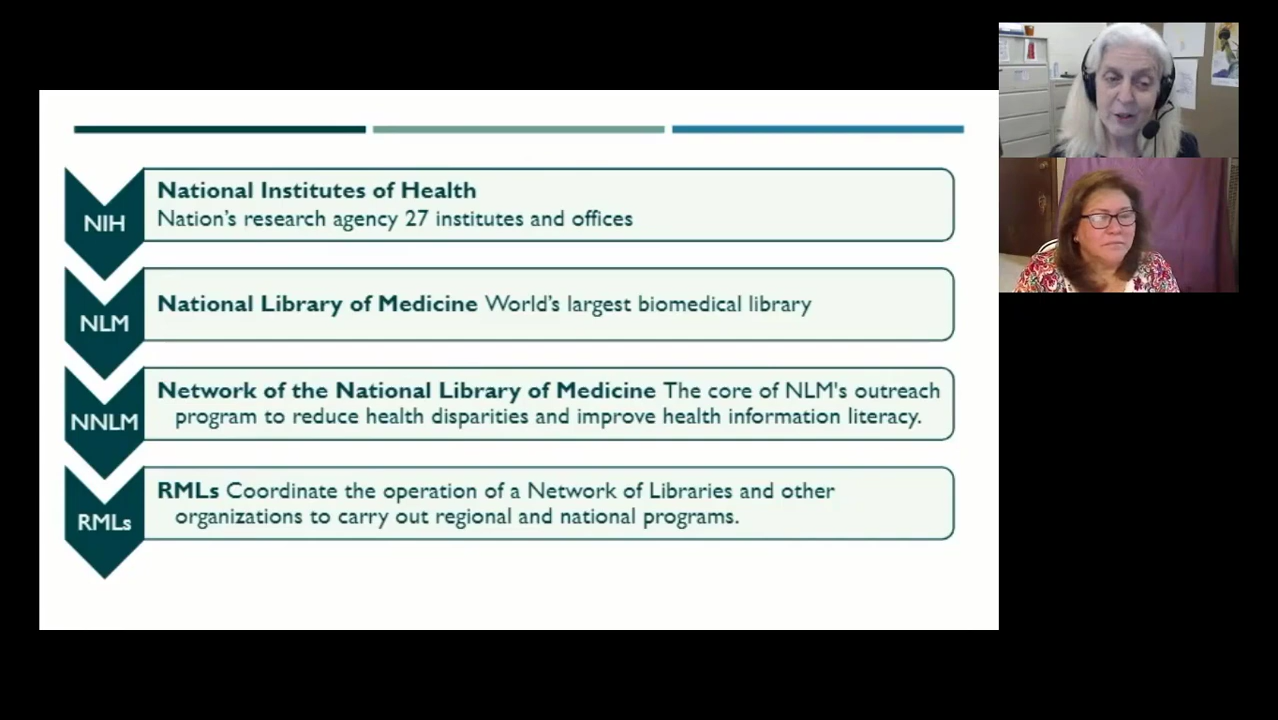 NIH
National Institutes of Health
Nation's research agency 27 institutes and offices
NLM
National Library of Medicine World's largest biomedical library
NNLM
Network of the National Library of Medicine The core of NLM's outreach
program to reduce health disparities and improve health information literacy.
RMLs
RMLs Coordinate the operation of a Network of Libraries and other
organizations to carry out regional and national programs.